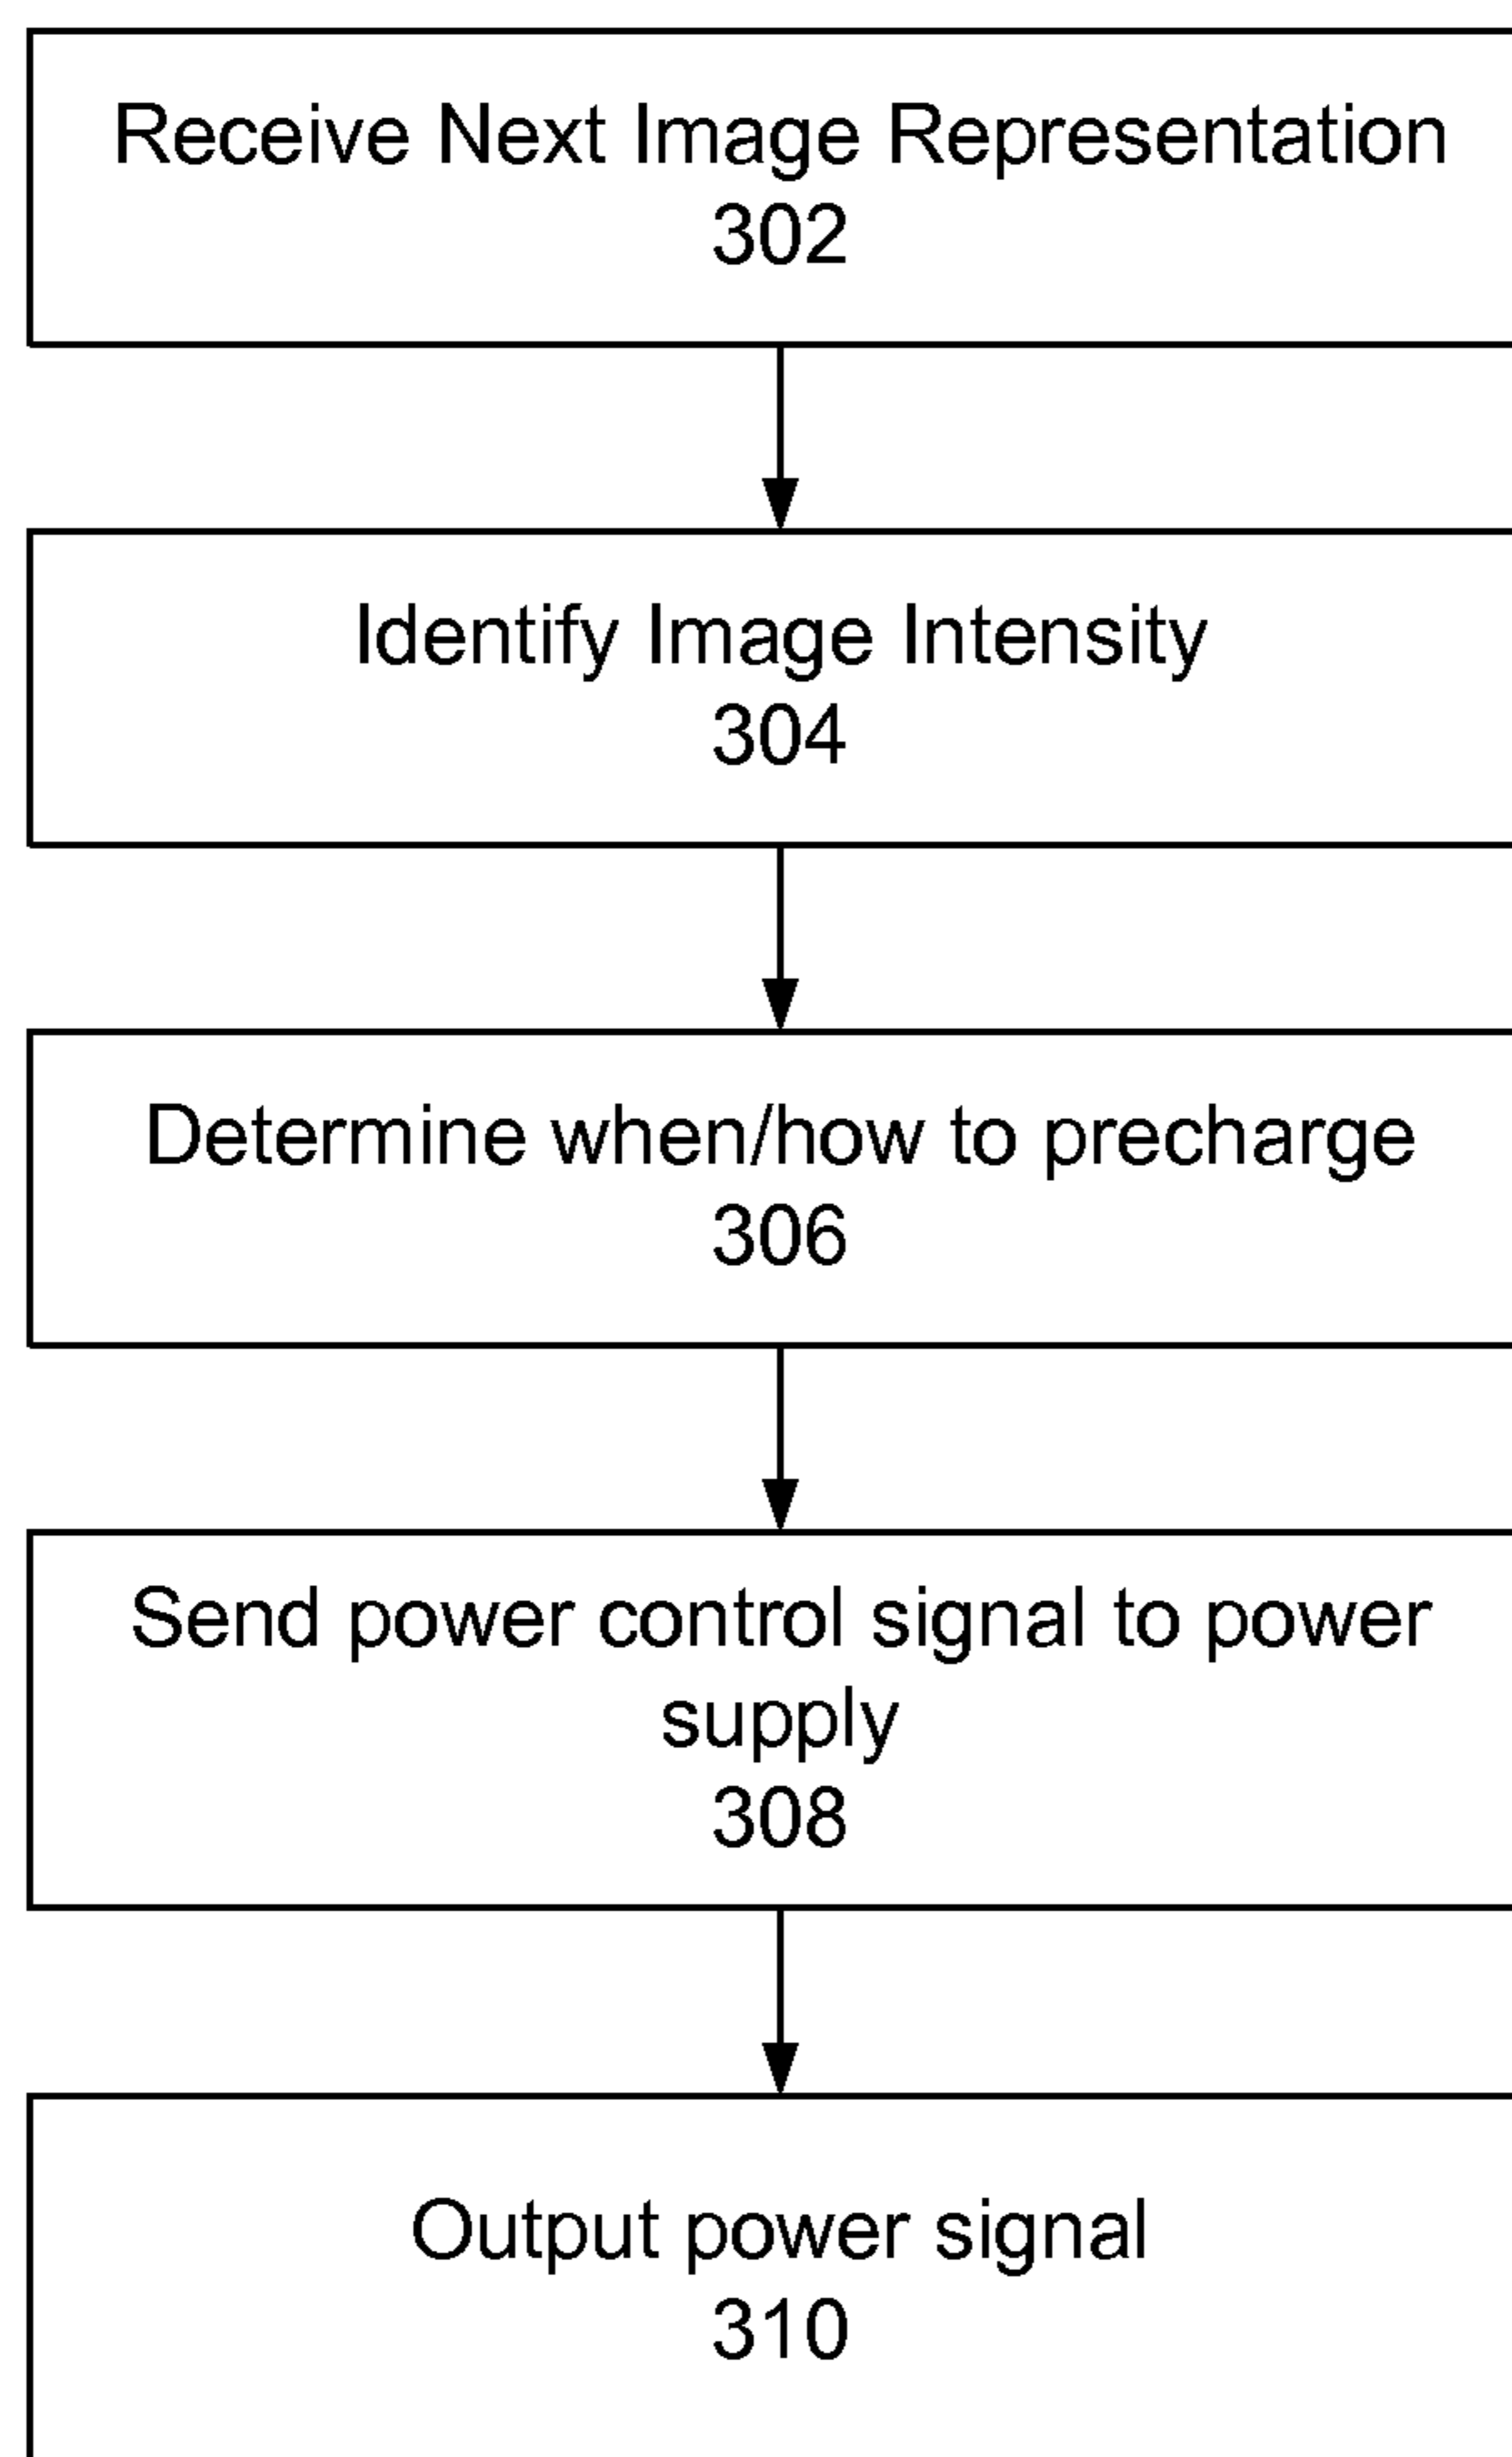 Receive Next Image Representation
302
Identify Image Intensity
304
Determine when/how to precharge
306
Send power control signal to power
supply
308
Output power signal
310